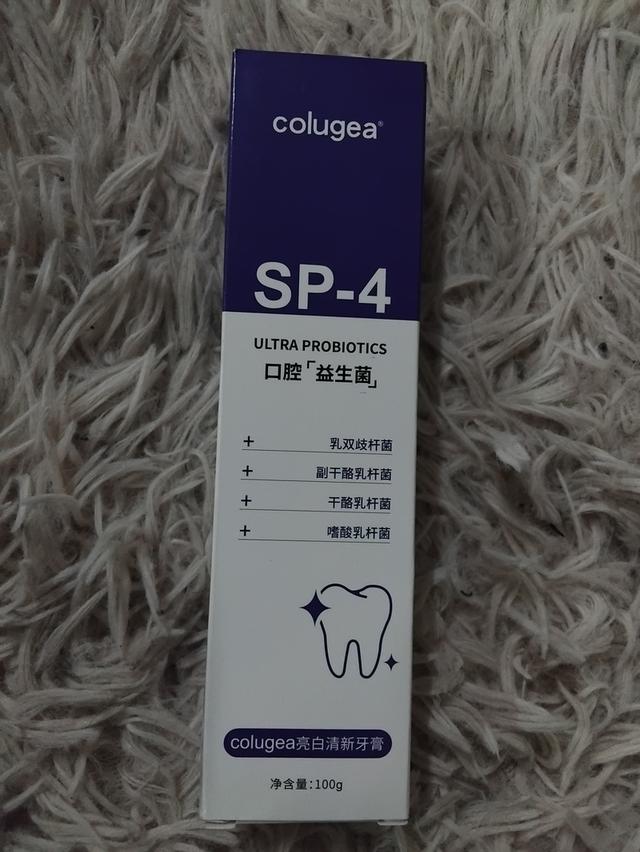 colugea®
SP-4
ULTRA PROBIOTICS
口腔「益生菌」
+ 乳双歧杆菌
+ 副干酪乳杆菌
+ 干酪乳杆菌
+ 嗜酸乳杆菌
colugea亮白清新牙膏
净含量：100g